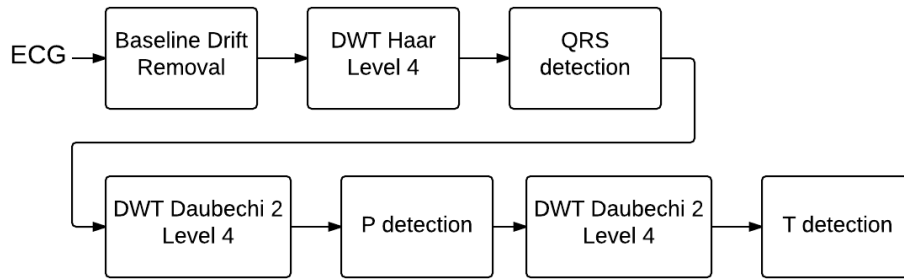 ECG
Baseline Drift
Removal
DWT Haar
Level 4
QRS
detection
DWT Daubechi 2
Level 4
P detection
DWT Daubechi 2
Level 4
T detection